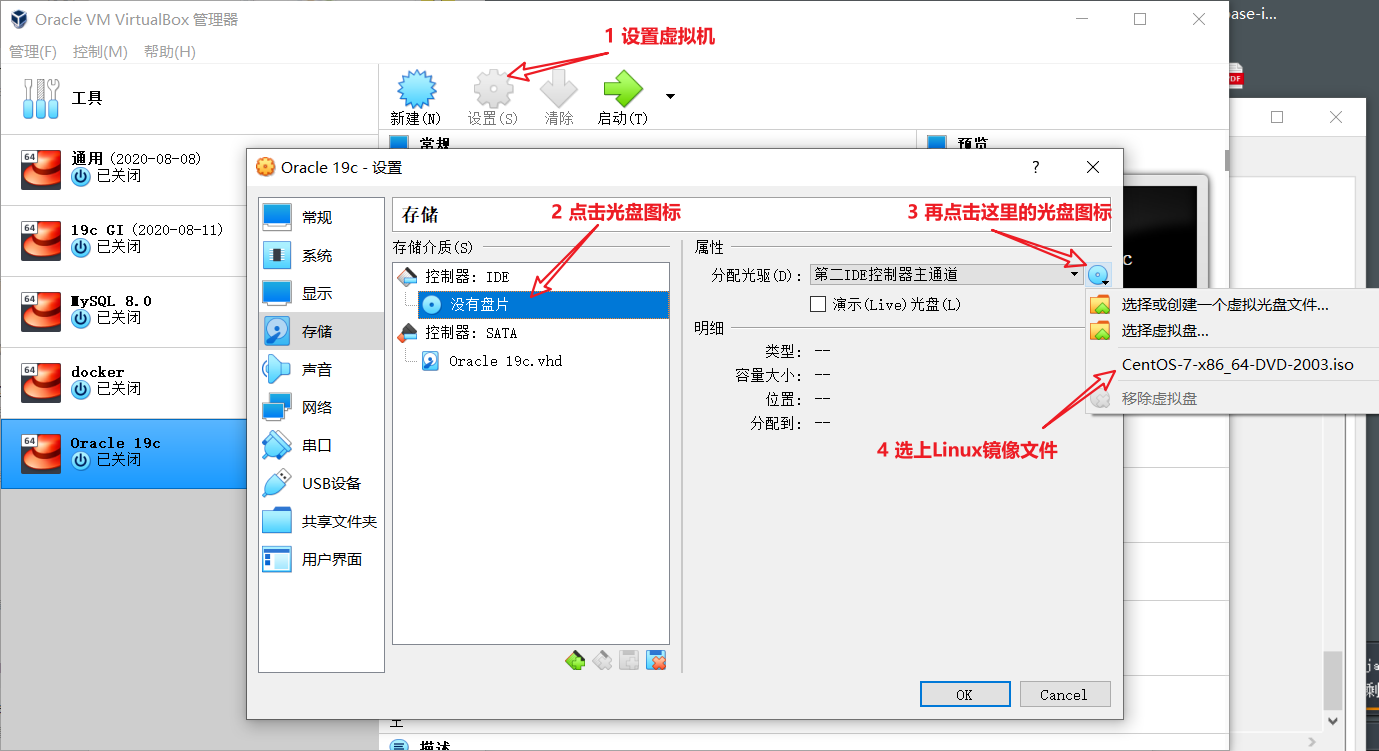 Oracle VM VirtualBox 管理器
管理(F) 控制(M) 帮助(H)
1 设置虚拟机
工具
新建(N) 设置(S) 清除 启动(T)
常规 预览
64 通用 (2020-08-08)
已关闭
64 19c GI (2020-08-11)
已关闭
64 MySQL 8.0
已关闭
64 docker
已关闭
64 Oracle 19c
已关闭
Oracle 19c - 设置
?
常规
系统
显示
存储
声音
网络
串口
USB设备
共享文件夹
用户界面
存储
2 点击光盘图标
3 再点击这里的光盘图标
存储介质(S)
控制器: IDE
没有盘片
控制器: SATA
Oracle 19c.vhd
属性
分配光驱(D): 第二IDE控制器主通道
演示(Live)光盘(L)
明细
类型: --
容量大小: --
位置: --
分配到: --
选择或创建一个虚拟光盘文件...
选择虚拟盘...
CentOS-7-x86_64-DVD-2003.iso
移除虚拟盘
4 选上Linux镜像文件
OK Cancel
描述
ase-i...
PDF
c
ja
剩